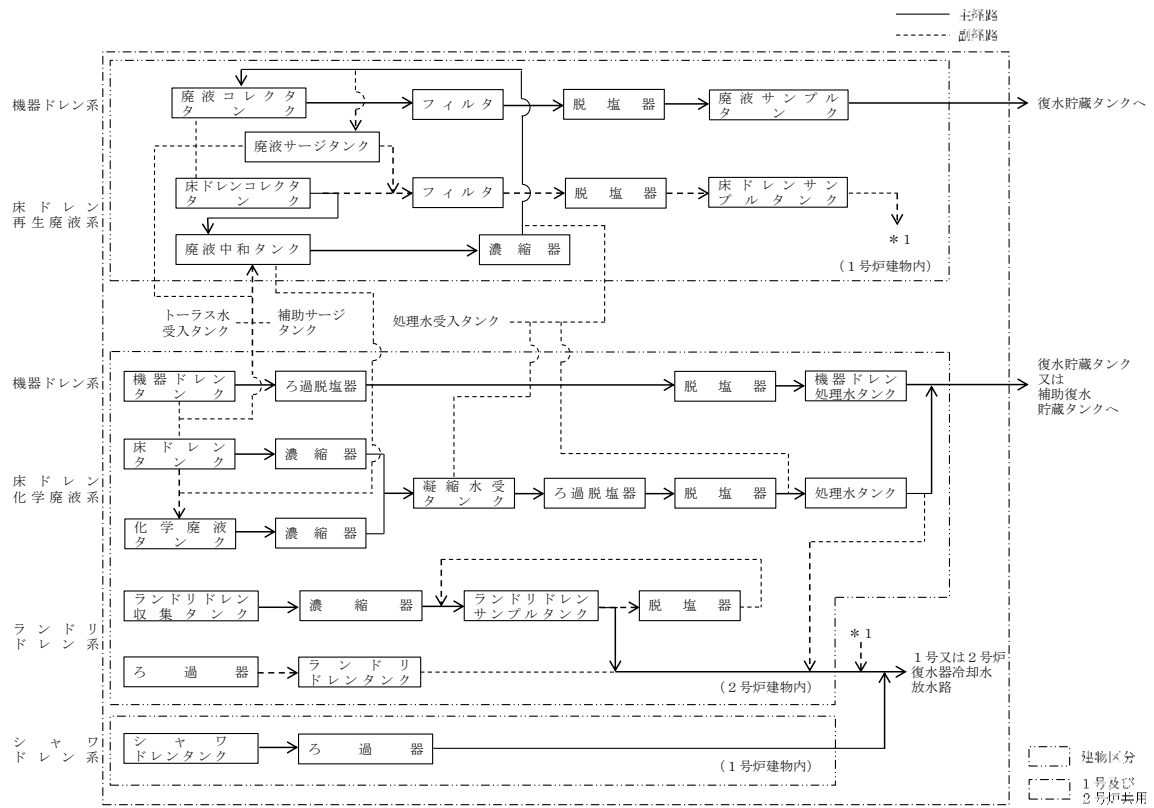 主経路
副経路
機器ドレン系
廃液コレクタ
タンク
フィルタ
脱塩器
廃液サンプル
タンク
復水貯蔵タンクへ
廃液サージタンク
床ドレン
再生廃液系
床ドレンコレクタ
タンク
フィルタ
脱塩器
床ドレンサン
プルタンク
*1
廃液中和タンク
濃縮器
(1号炉建物内)
トーラス水
受入タンク
補助サージ
タンク
処理水受入タンク
機器ドレン系
機器ドレン
タンク
ろ過脱塩器
脱塩器
機器ドレン
処理水タンク
復水貯蔵タンク
又は
補助復水
貯蔵タンクへ
床ドレン
化学廃液系
床ドレン
タンク
濃縮器
凝縮水受
タンク
ろ過脱塩器
脱塩器
処理水タンク
化学廃液
タンク
濃縮器
ランドリ
ドレン系
ランドリドレン
収集タンク
濃縮器
ランドリドレン
サンプルタンク
脱塩器
*1
ろ過器
ランドリ
ドレンタンク
1号又は2号炉
復水器冷却水
放水路
(2号炉建物内)
シャワ
ドレン系
シャワ
ドレンタンク
ろ過器
(1号炉建物内)
建物区分
1号及び
2号炉共用